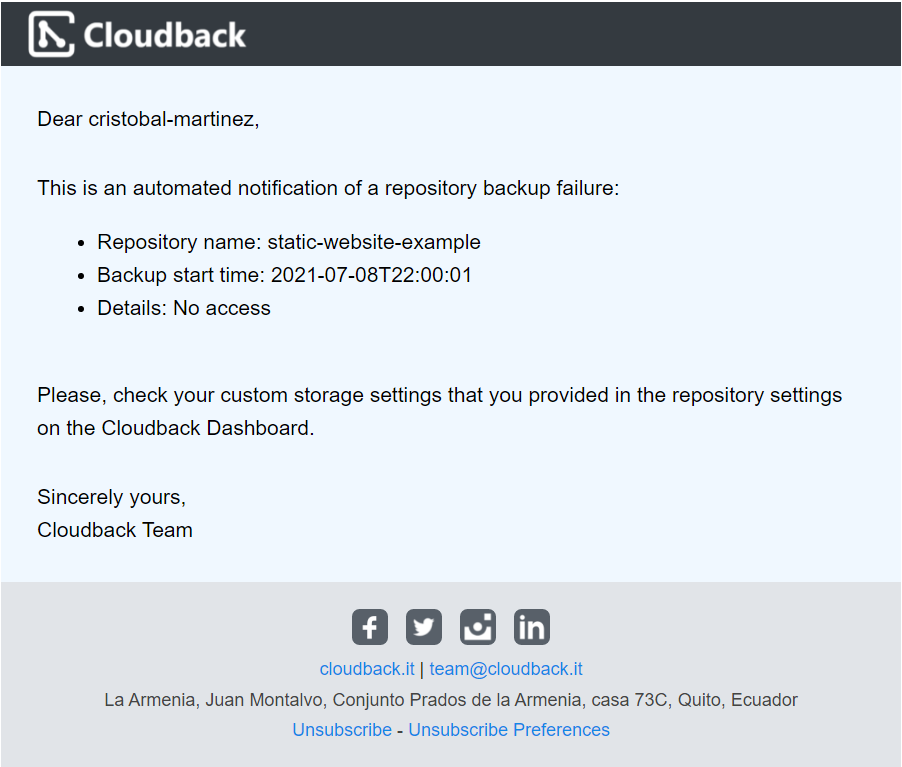 Cloudback
Dear cristobal-martinez,
This is an automated notification of a repository backup failure:
• Repository name: static-website-example
• Backup start time: 2021-07-08T22:00:01
• Details: No access
Please, check your custom storage settings that you provided in the repository settings
on the Cloudback Dashboard.
Sincerely yours,
Cloudback Team
cloudback.it | team@cloudback.it
La Armenia, Juan Montalvo, Conjunto Prados de la Armenia, casa 73C, Quito, Ecuador
Unsubscribe - Unsubscribe Preferences